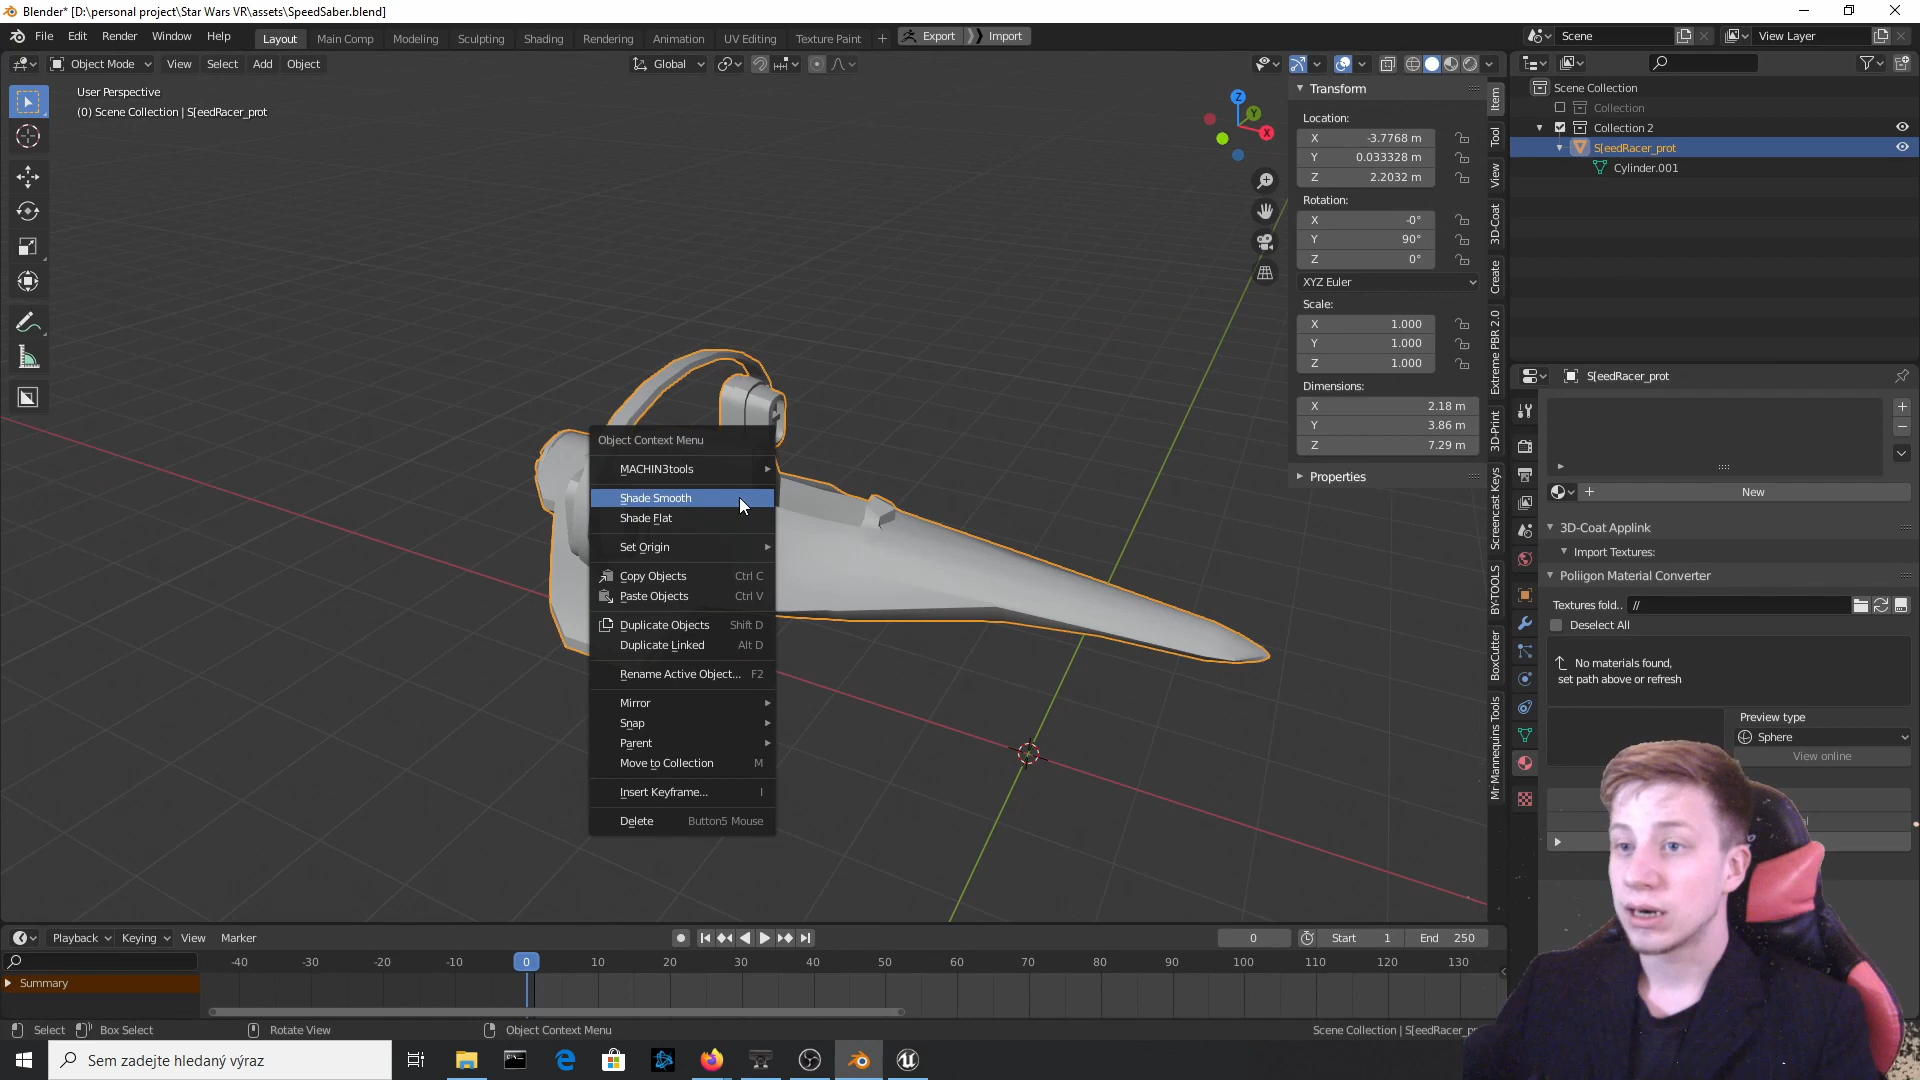 Blender* [D:\personal project\Star Wars VR\assets\SpeedSaber.blend]
File Edit Render Window Help
Layout Main Comp Modeling Sculpting Shading Rendering Animation UV Editing Texture Paint + Export Import
Scene View Layer
Object Mode View Select Add Object
Global
User Perspective
(0) Scene Collection | S[eedRacer_prot
Z
Y
X
Object Context Menu
MACHIN3tools
Shade Smooth
Shade Flat
Set Origin
Copy Objects Ctrl C
Paste Objects Ctrl V
Duplicate Objects Shift D
Duplicate Linked Alt D
Rename Active Object... F2
Mirror
Snap
Parent
Move to Collection M
Insert Keyframe... I
Delete Button5 Mouse
Transform
Location:
X -3.7768 m
Y 0.033328 m
Z 2.2032 m
Rotation:
X -0°
Y 90°
Z 0°
XYZ Euler
Scale:
X 1.000
Y 1.000
Z 1.000
Dimensions:
X 2.18 m
Y 3.86 m
Z 7.29 m
Properties
Item
Tool
View
3D-Coat
Create
Extreme PBR 2.0
3D-Print
Screencast Keys
BY-TOOLS
BoxCutter
Mr Mannequins Tools
Scene Collection
Collection
Collection 2
S[eedRacer_prot
Cylinder.001
S[eedRacer_prot
New
3D-Coat Applink
Import Textures:
Poliigon Material Converter
Textures fold.. //
Deselect All
No materials found,
set path above or refresh
Preview type
Sphere
View online
Playback Keying View Marker
0 Start 1 End 250
-40 -30 -20 -10 0 10 20 30 40 50 60 70 80 90 100 110 120 130
Summary
Select Box Select Rotate View Object Context Menu
Scene Collection | S[eedRacer_pr
Sem zadejte hledaný výraz